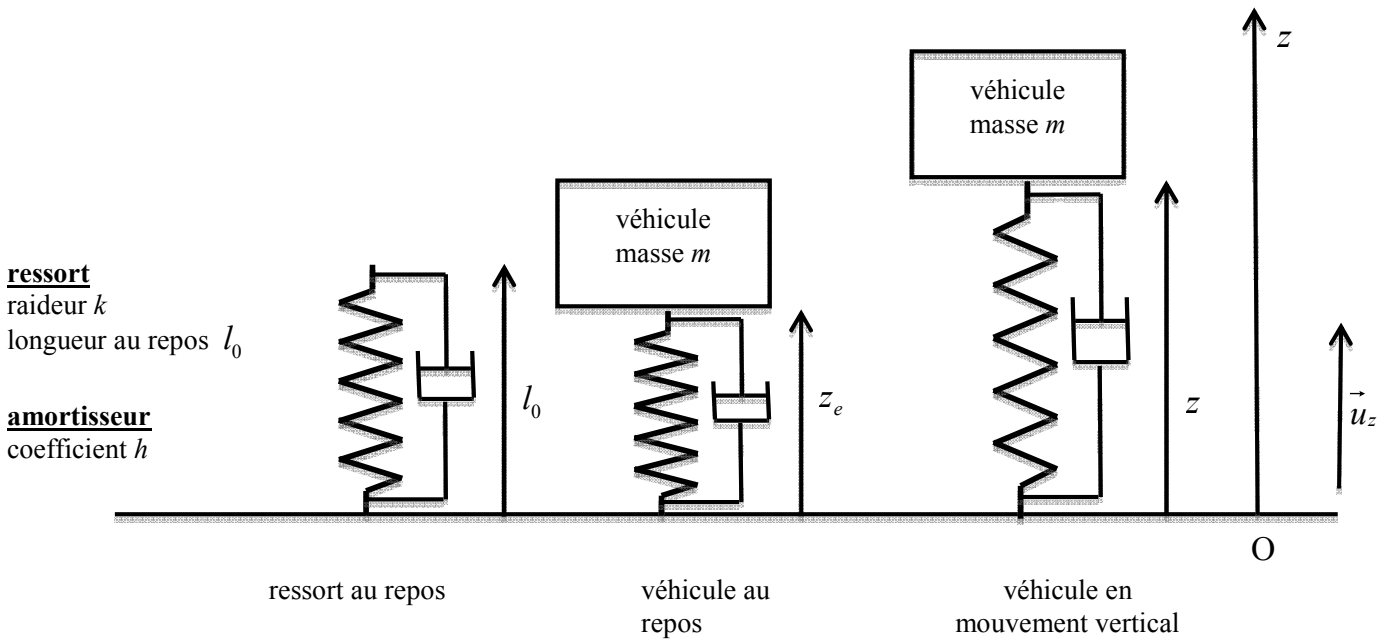 z
véhicule
masse m
véhicule
masse m
ressort
raideur k
longueur au repos l₀
amortisseur
coefficient h
l₀
zₑ
z
u⃗_z
O
ressort au repos
véhicule au
repos
véhicule en
mouvement vertical